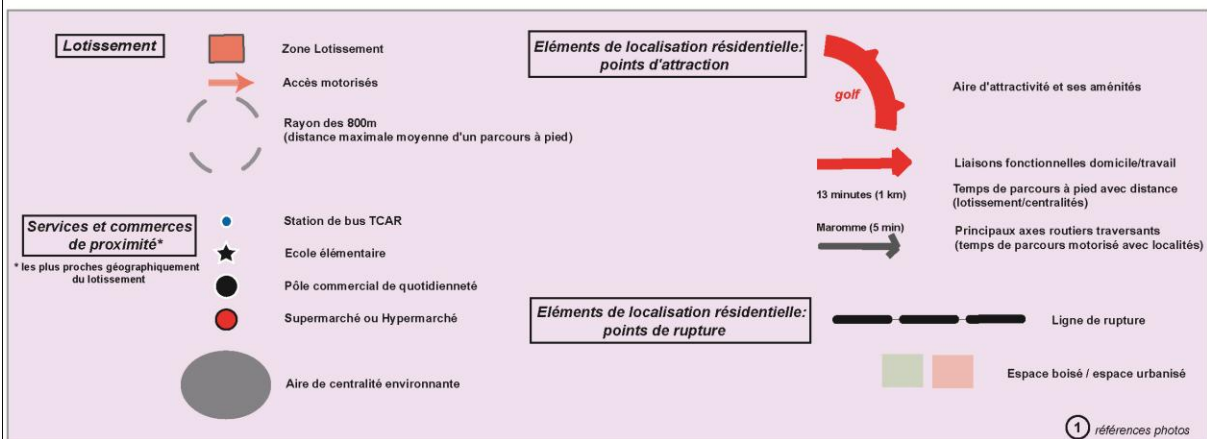 Lotissement
Zone Lotissement
Accès motorisés
Rayon des 800m
(distance maximale moyenne d'un parcours à pied)
Services et commerces
de proximité*
* les plus proches géographiquement
du lotissement
Station de bus TCAR
Ecole élémentaire
Pôle commercial de quotidienneté
Supermarché ou Hypermarché
Aire de centralité environnante
Eléments de localisation résidentielle:
points d'attraction
golf
Aire d'attractivité et ses aménités
Liaisons fonctionnelles domicile/travail
13 minutes (1 km)
Temps de parcours à pied avec distance
(lotissement/centralités)
Maromme (5 min)
Principaux axes routiers traversants
(temps de parcours motorisé avec localités)
Eléments de localisation résidentielle:
points de rupture
Ligne de rupture
Espace boisé / espace urbanisé
1 références photos